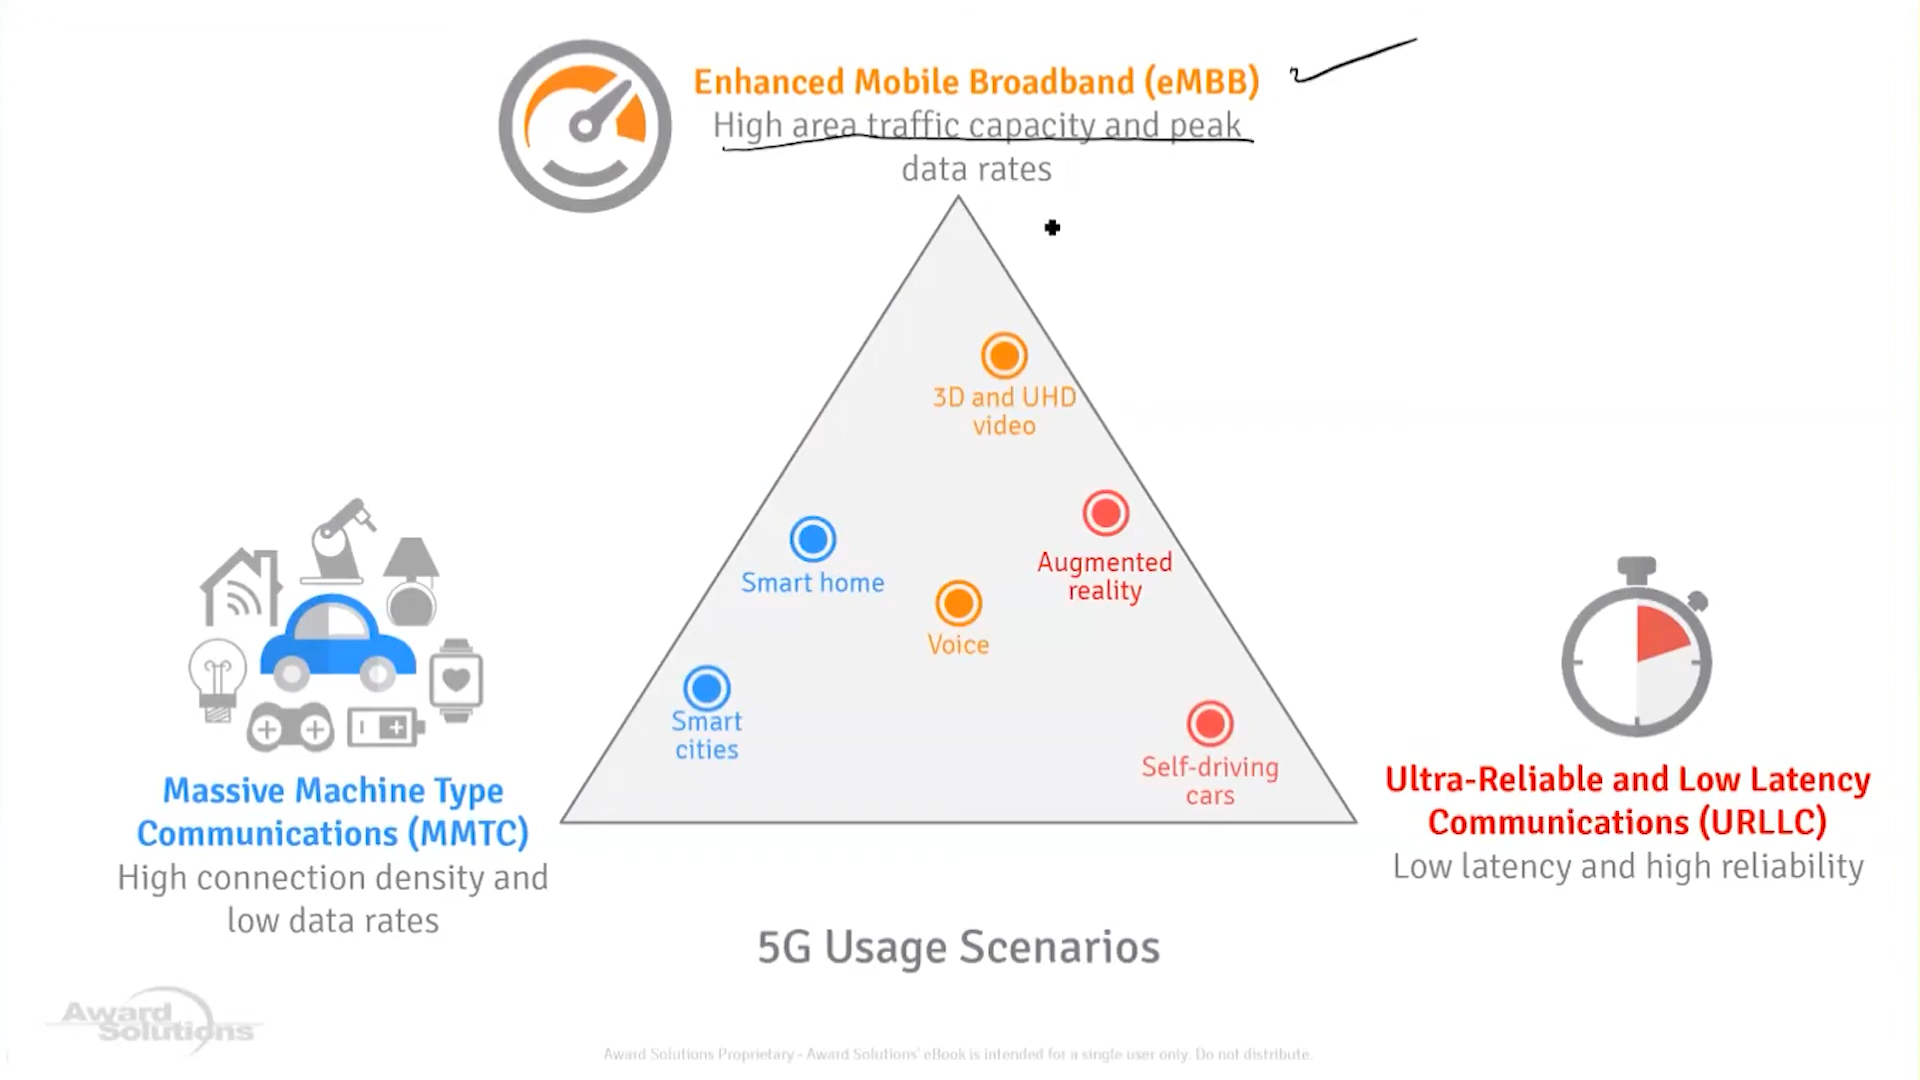 Enhanced Mobile Broadband (eMBB)
High area traffic capacity and peak
data rates
3D and UHD
video
Augmented
reality
Smart home
Voice
Smart
cities
Self-driving
cars
Massive Machine Type
Communications (MMTC)
High connection density and
low data rates
Ultra-Reliable and Low Latency
Communications (URLLC)
Low latency and high reliability
5G Usage Scenarios
Award
Solutions
Award Solutions Proprietary - Award Solutions' eBook is intended for a single user only. Do not distribute.